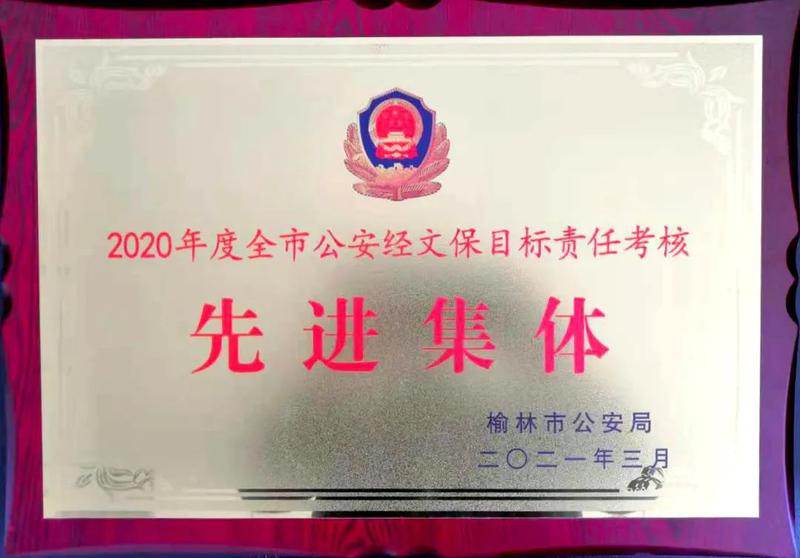 2020年度全市公安经文保目标责任考核
先进集体
榆林市公安局
二〇二一年三月